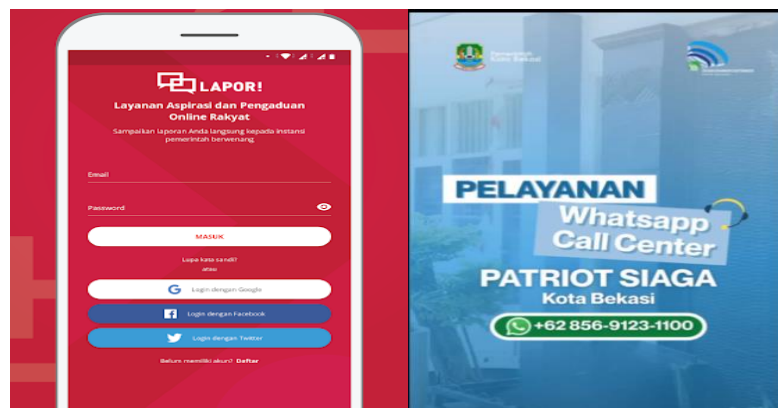 LAPOR!
Layanan Aspirasi dan Pengaduan
Online Rakyat
Sampaikan laporan Anda langsung kepada instansi
pemerintah berwenang
Email
Password
MASUK
Lupa kata sandi?
atau
Login dengan Google
Login dengan Facebook
Login dengan Twitter
Belum memiliki akun? Daftar
Pemerintah
Kota Bekasi
PELAYANAN
Whatsapp
Call Center
PATRIOT SIAGA
Kota Bekasi
+62 856-9123-1100